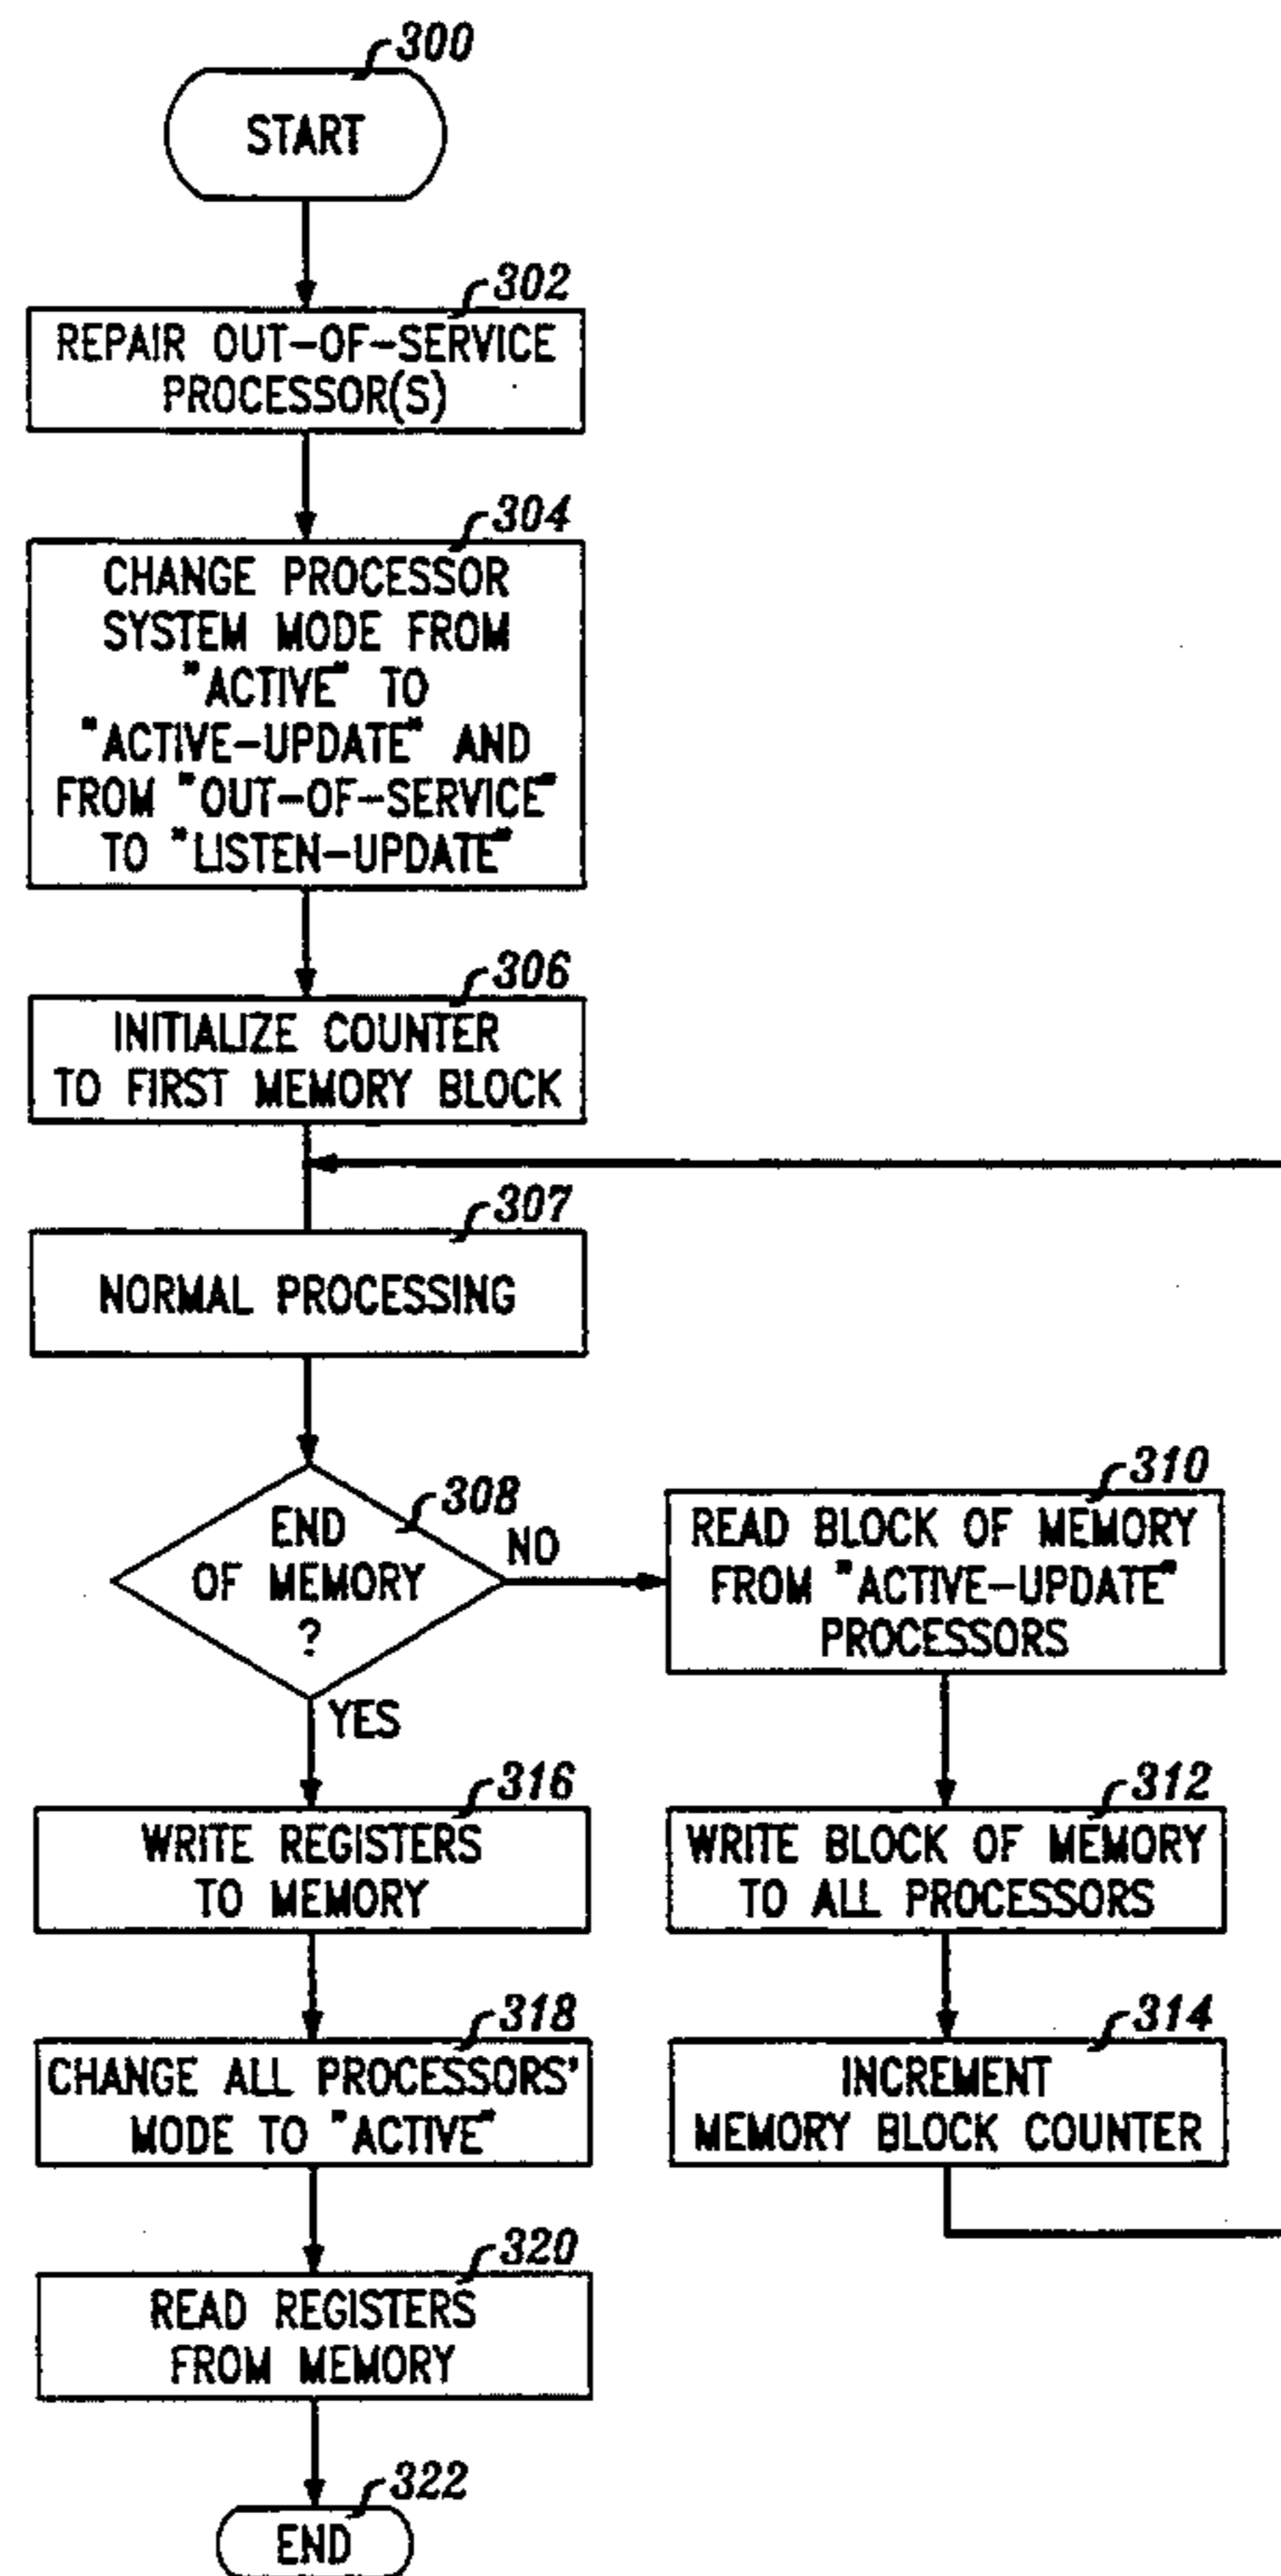 300
START
302
REPAIR OUT-OF-SERVICE
PROCESSOR(S)
304
CHANGE PROCESSOR
SYSTEM MODE FROM
"ACTIVE" TO
"ACTIVE-UPDATE" AND
FROM "OUT-OF-SERVICE"
TO "LISTEN-UPDATE"
306
INITIALIZE COUNTER
TO FIRST MEMORY BLOCK
307
NORMAL PROCESSING
308
END
OF MEMORY
?
NO
YES
310
READ BLOCK OF MEMORY
FROM "ACTIVE-UPDATE"
PROCESSORS
312
WRITE BLOCK OF MEMORY
TO ALL PROCESSORS
314
INCREMENT
MEMORY BLOCK COUNTER
316
WRITE REGISTERS
TO MEMORY
318
CHANGE ALL PROCESSORS'
MODE TO "ACTIVE"
320
READ REGISTERS
FROM MEMORY
322
END